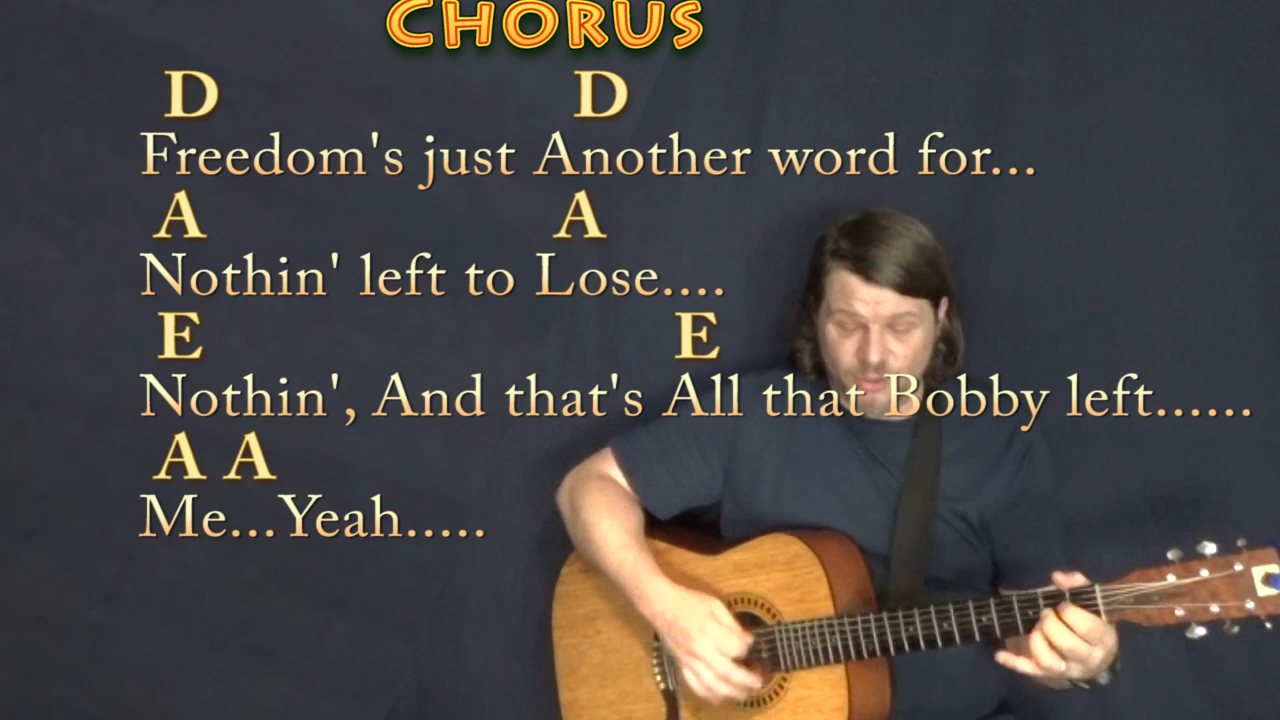 CHORUS
D D
Freedom's just Another word for...
A A
Nothin' left to Lose....
E E
Nothin', And that's All that Bobby left......
A A
Me...Yeah.....